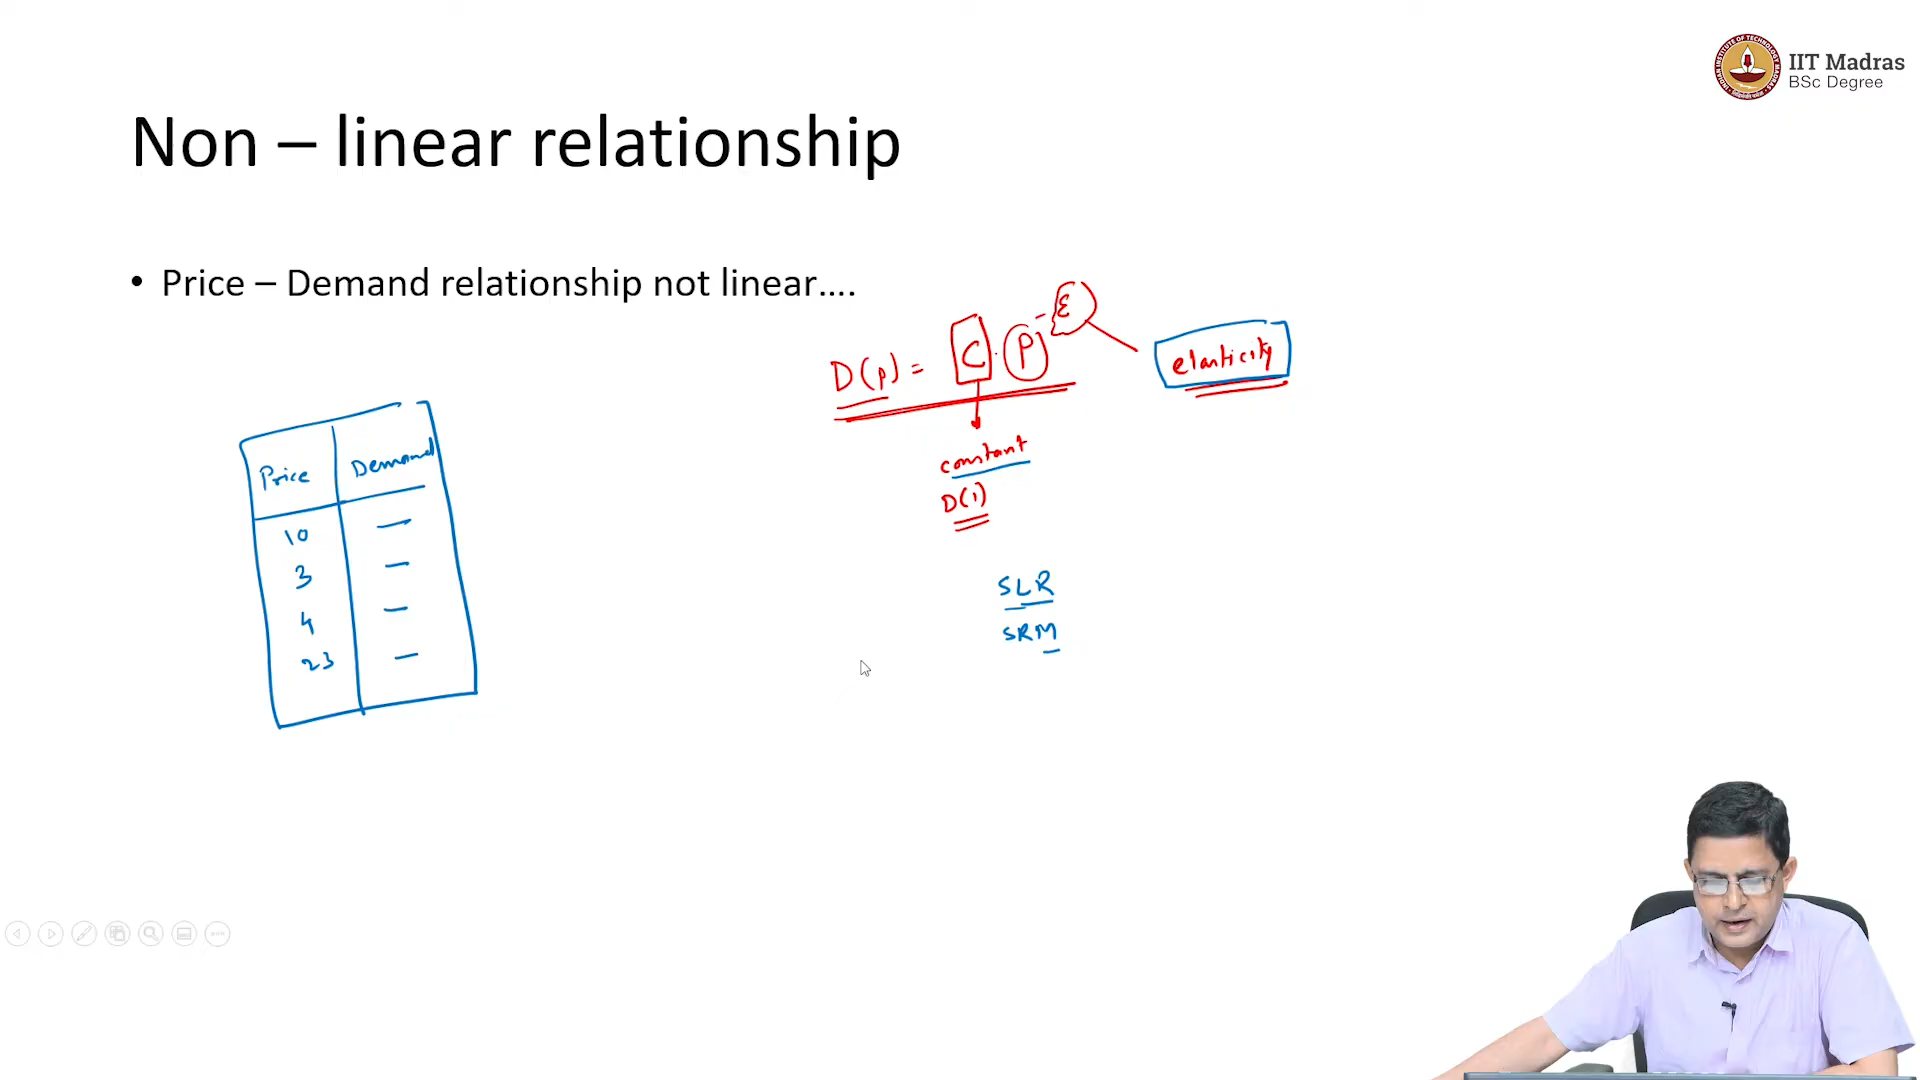 IIT Madras
BSc Degree
Non – linear relationship
• Price – Demand relationship not linear....
D(p) = C · P^-ε
elasticity
constant
D(1)
Price Demand
10 —
3 —
4 —
23 —
SLR
SRM